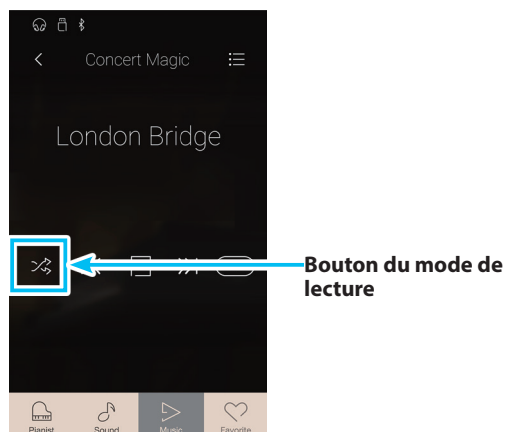 Concert Magic
London Bridge
Bouton du mode de
lecture
Pianist
Sound
Music
Favorite